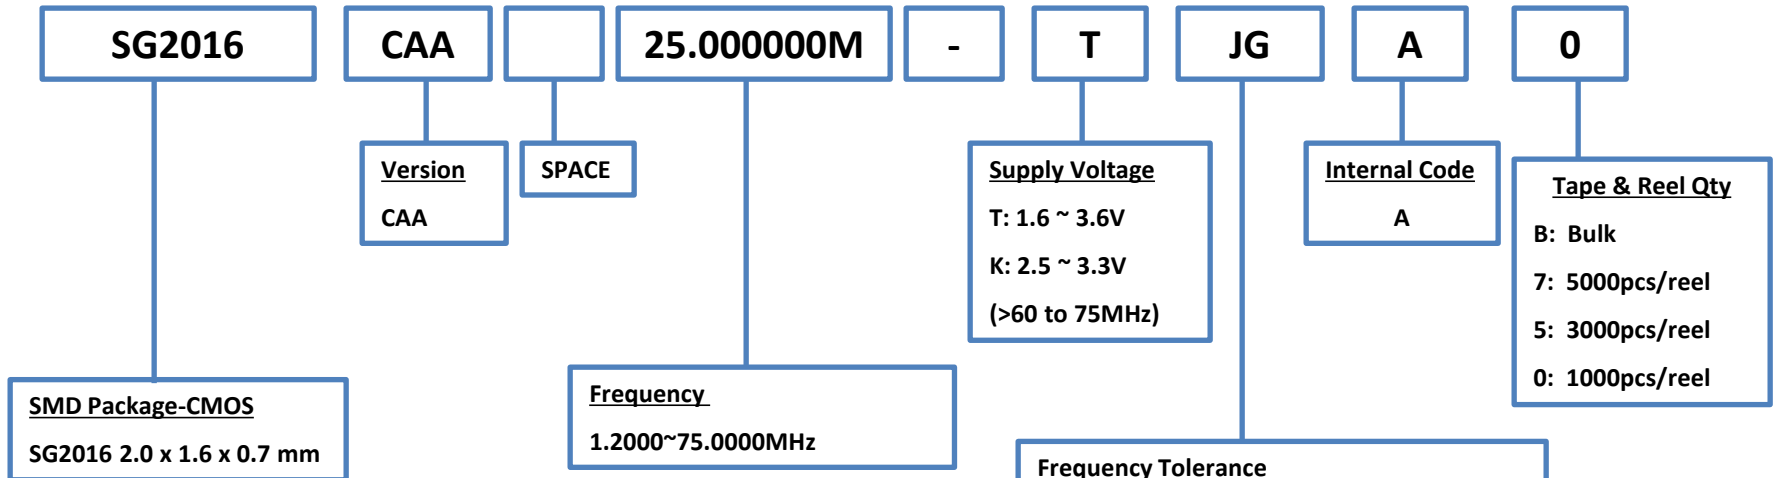 SG2016 CAA 25.000000M - T JG A 0
Version
CAA
SPACE
Supply Voltage
T: 1.6 ~ 3.6V
K: 2.5 ~ 3.3V
(>60 to 75MHz)
Internal Code
A
Tape & Reel Qty
B: Bulk
7: 5000pcs/reel
5: 3000pcs/reel
0: 1000pcs/reel
SMD Package-CMOS
SG2016 2.0 x 1.6 x 0.7 mm
Frequency
1.2000~75.0000MHz
Frequency Tolerance